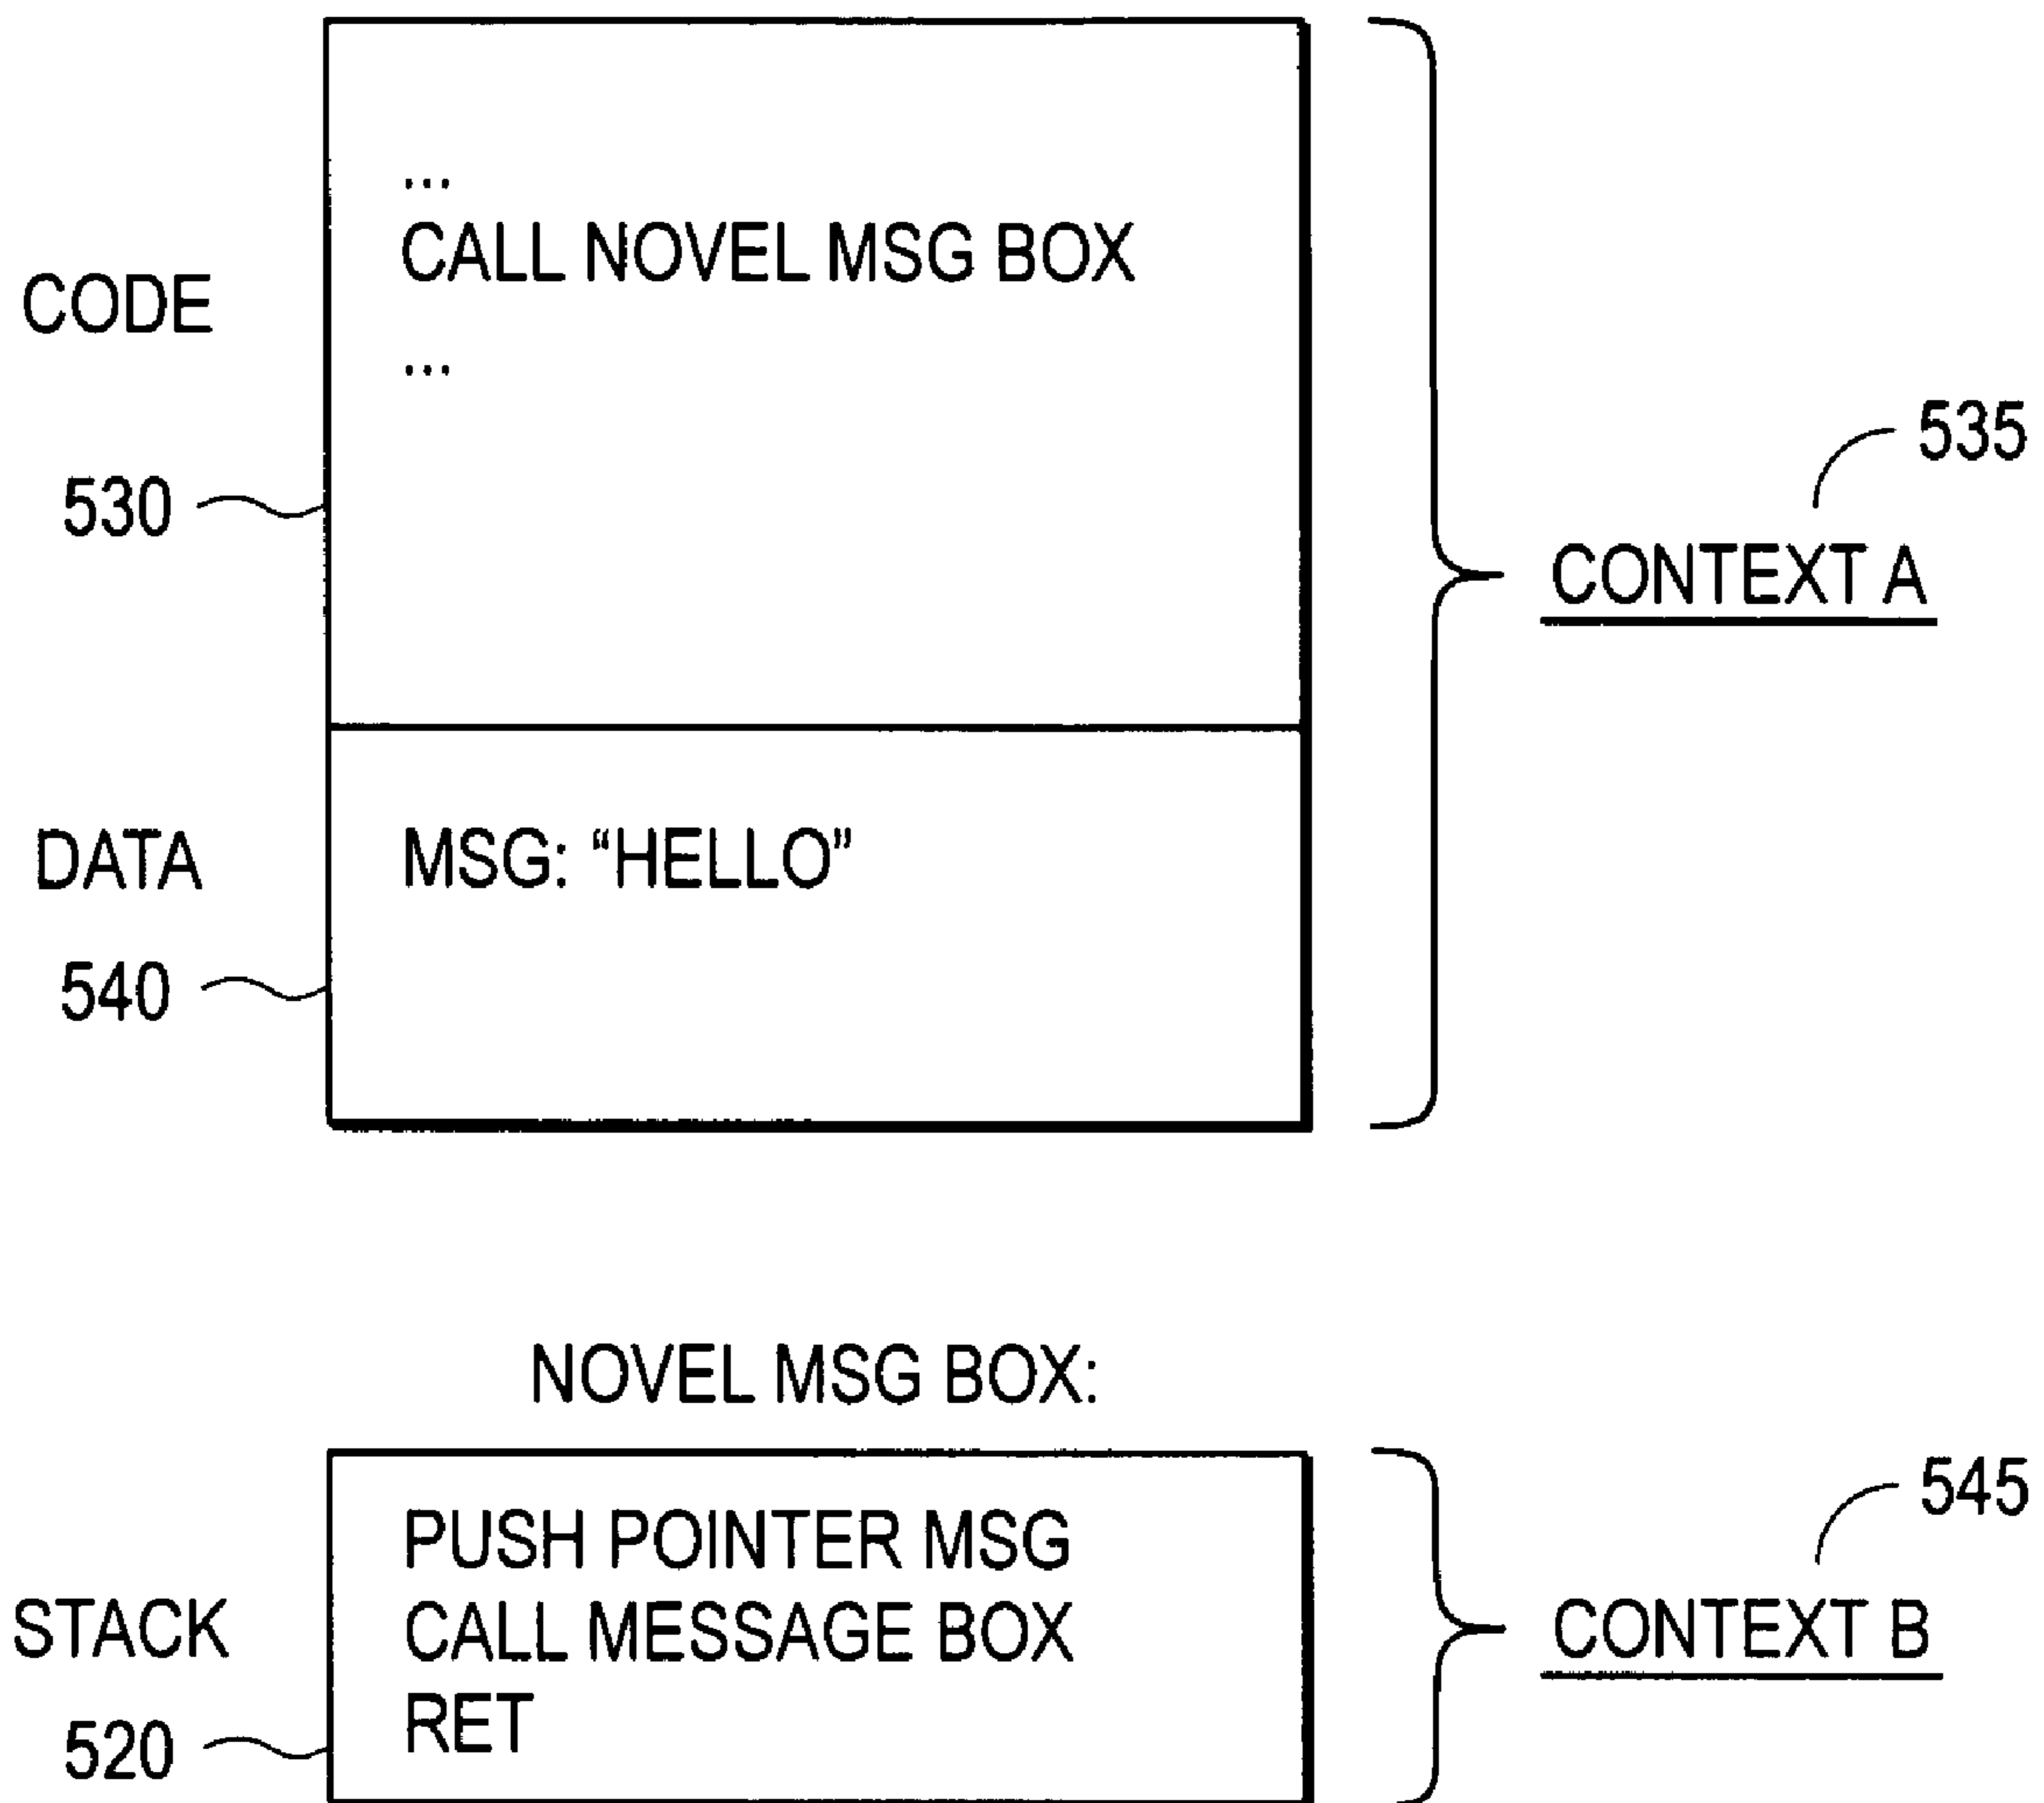 ...
CALL NOVEL MSG BOX
CODE
...
535
530
CONTEXT A
DATA
MSG: “HELLO”
540
NOVEL MSG BOX:
545
PUSH POINTER MSG
STACK
CALL MESSAGE BOX
CONTEXT B
RET
520